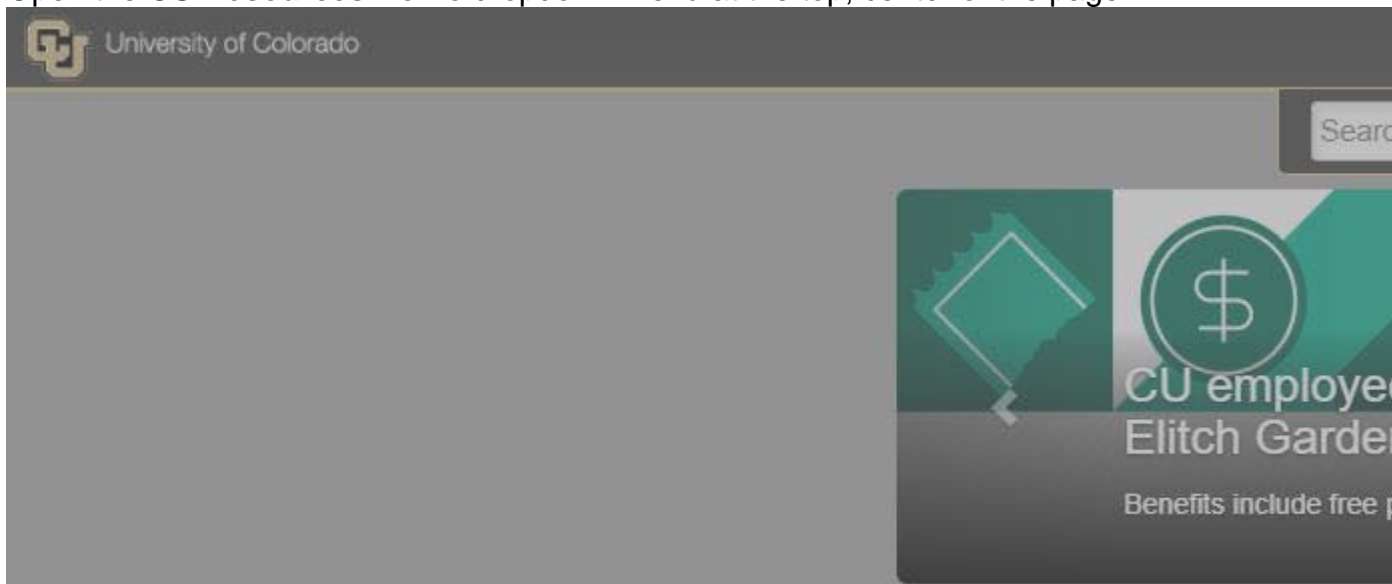 University of Colorado
Searc
CU employe
Elitch Garde
Benefits include free p